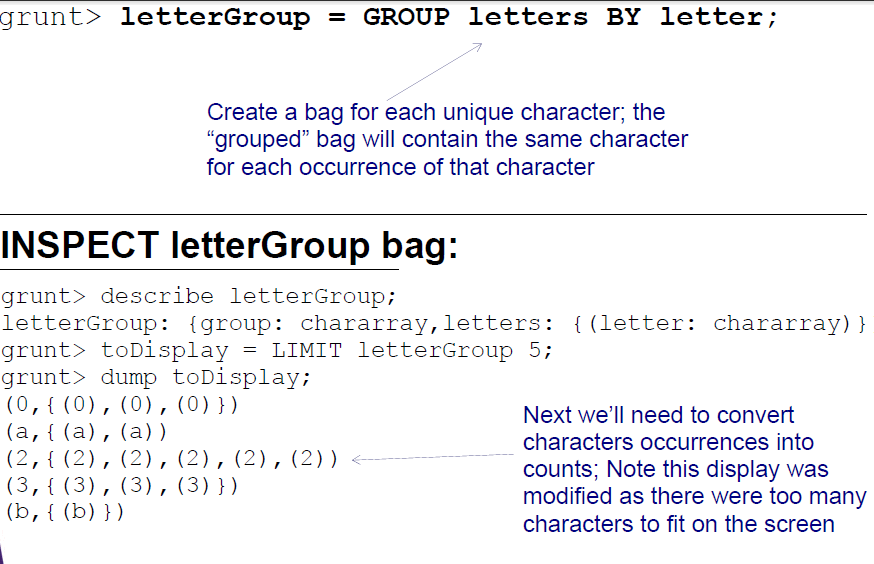 grunt> letterGroup = GROUP letters BY letter;
Create a bag for each unique character; the
“grouped” bag will contain the same character
for each occurrence of that character
INSPECT letterGroup bag:
grunt> describe letterGroup;
letterGroup: {group: chararray,letters: {(letter: chararray)}
grunt> toDisplay = LIMIT letterGroup 5;
grunt> dump toDisplay;
(0,{(0),(0),(0)})
(a,{(a),(a))
(2,{(2),(2),(2),(2),(2))
(3,{(3),(3),(3)})
(b,{(b)})
Next we’ll need to convert
characters occurrences into
counts; Note this display was
modified as there were too many
characters to fit on the screen